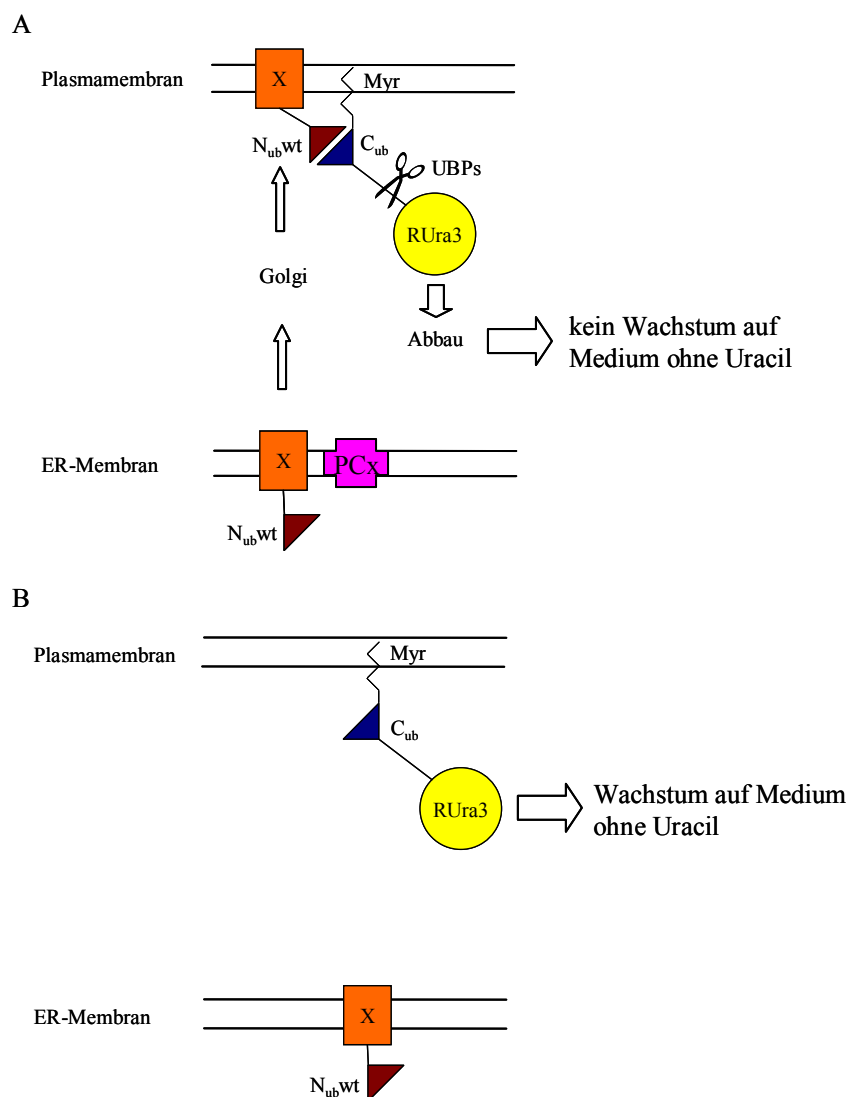 A
Plasmamembran
X
Myr
Nubwt
Cub
UBPs
RUra3
Golgi
Abbau
kein Wachstum auf
Medium ohne Uracil
ER-Membran
X
PCx
Nubwt
B
Plasmamembran
Myr
Cub
RUra3
Wachstum auf Medium
ohne Uracil
ER-Membran
X
Nubwt